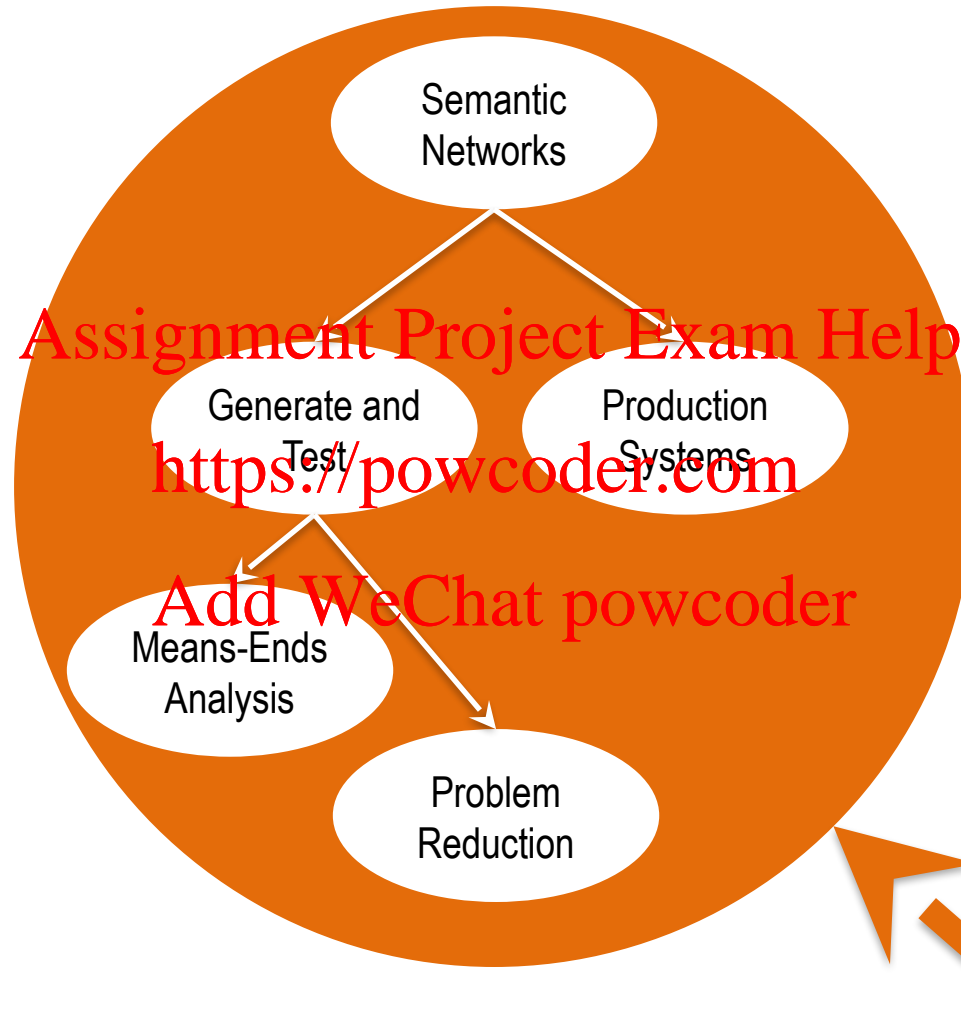 Semantic
Networks
Assignment Project Exam Help
Generate and
Test
Production
Systems
https://powcoder.com
Add WeChat powcoder
Means-Ends
Analysis
Problem
Reduction